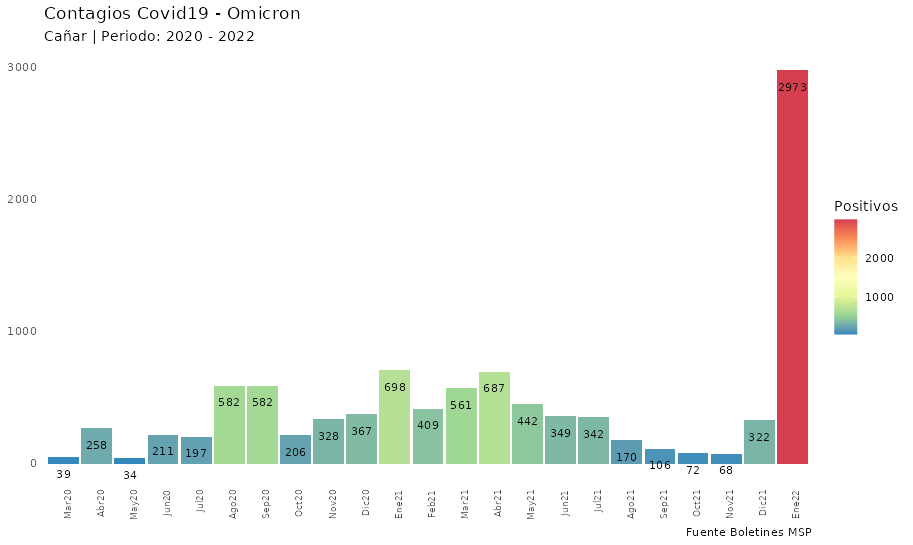 Contagios Covid19 - Omicron
Cañar | Periodo: 2020 - 2022
3000
2000
1000
0
39
258
34
211
197
582
582
206
328
367
698
409
561
687
442
349
342
170
106
72
68
322
2973
Mar20
Abr20
May20
Jun20
Jul20
Ago20
Sep20
Oct20
Nov20
Dic20
Ene21
Feb21
Mar21
Abr21
May21
Jun21
Jul21
Ago21
Sep21
Oct21
Nov21
Dic21
Ene22
Positivos
2000
1000
Fuente Boletines MSP